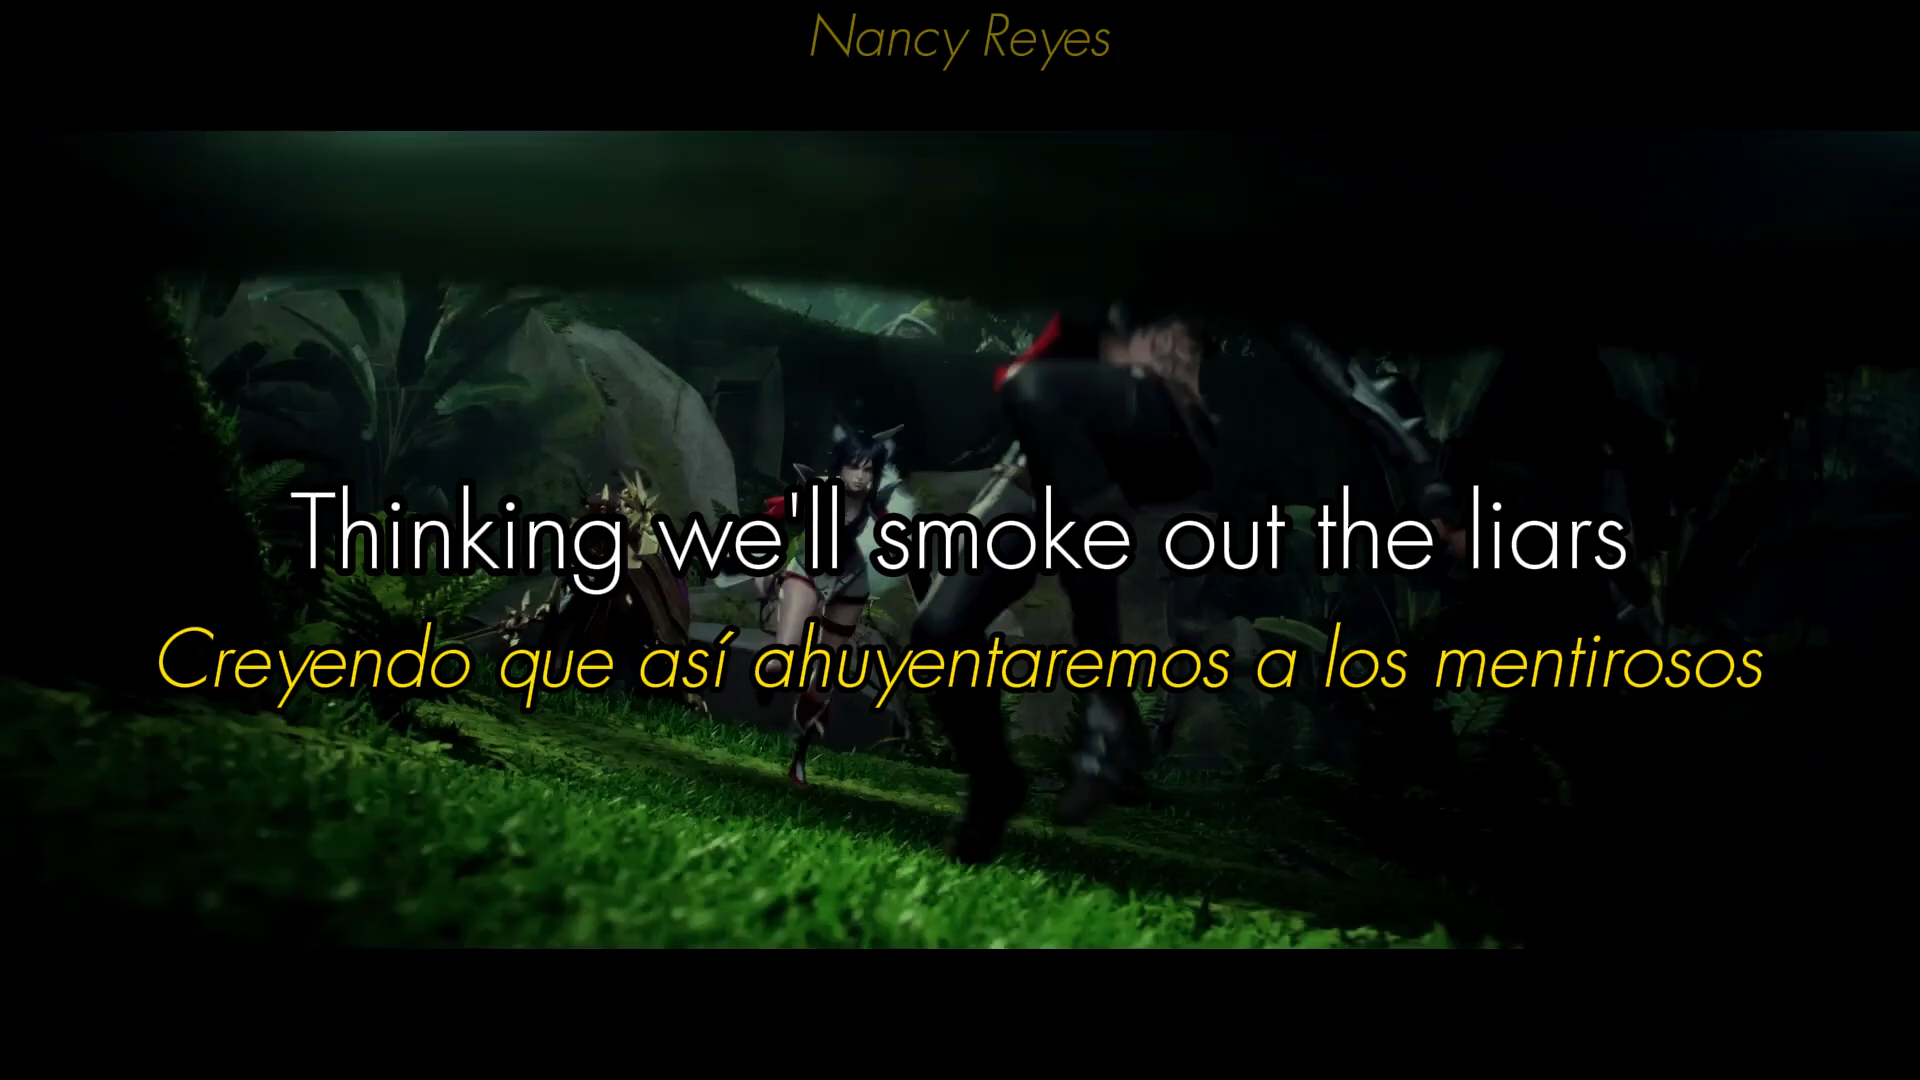 Nancy Reyes
Thinking we'll smoke out the liars
Creyendo que así ahuyentaremos a los mentirosos